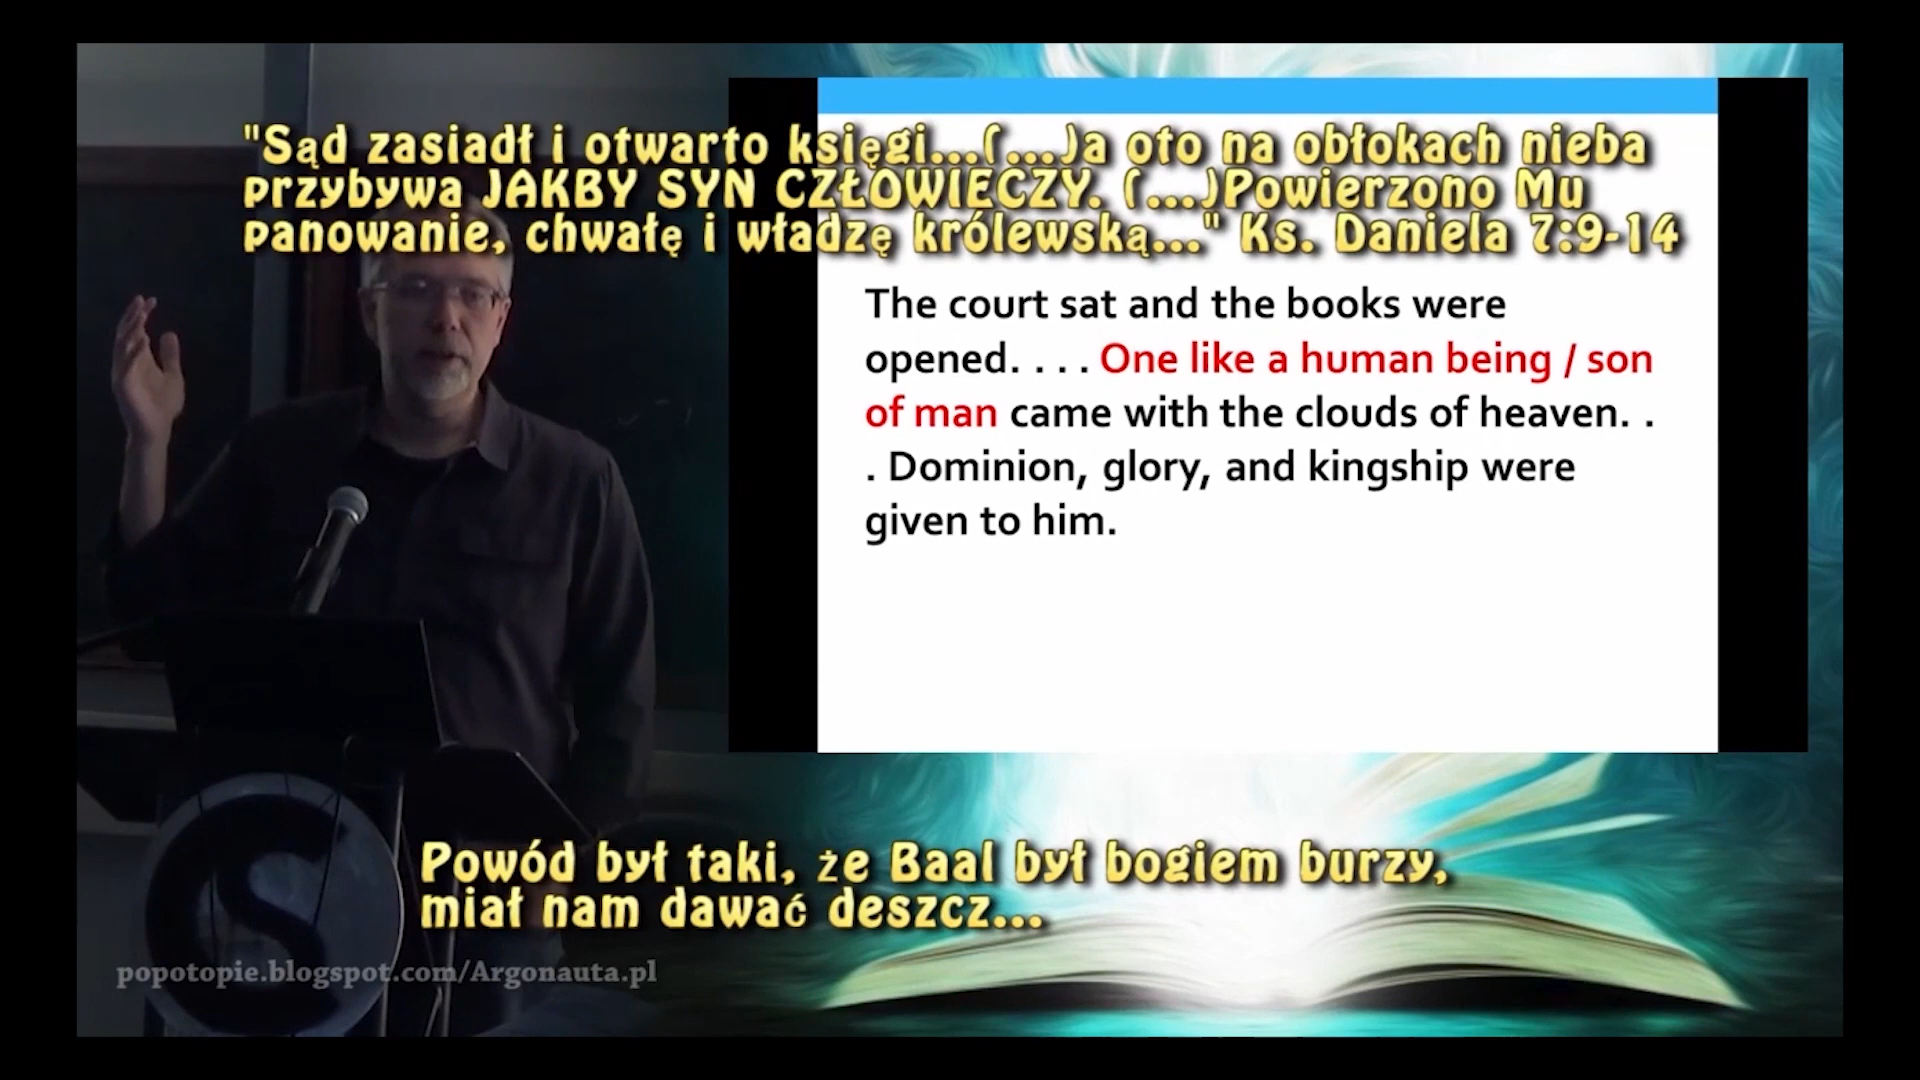 "Sąd zasiadł i otwarto księgi...(...)a oto na obłokach nieba
przybywa JAKBY SYN CZŁOWIECZY. (...)Powierzono Mu
panowanie, chwałę i władzę królewską..." Ks. Daniela 7:9-14
The court sat and the books were
opened. . . . One like a human being / son
of man came with the clouds of heaven. .
. Dominion, glory, and kingship were
given to him.
Powód był taki, że Baal był bogiem burzy,
miał nam dawać deszcz...
popotopie.blogspot.com/Argonauta.pl
S